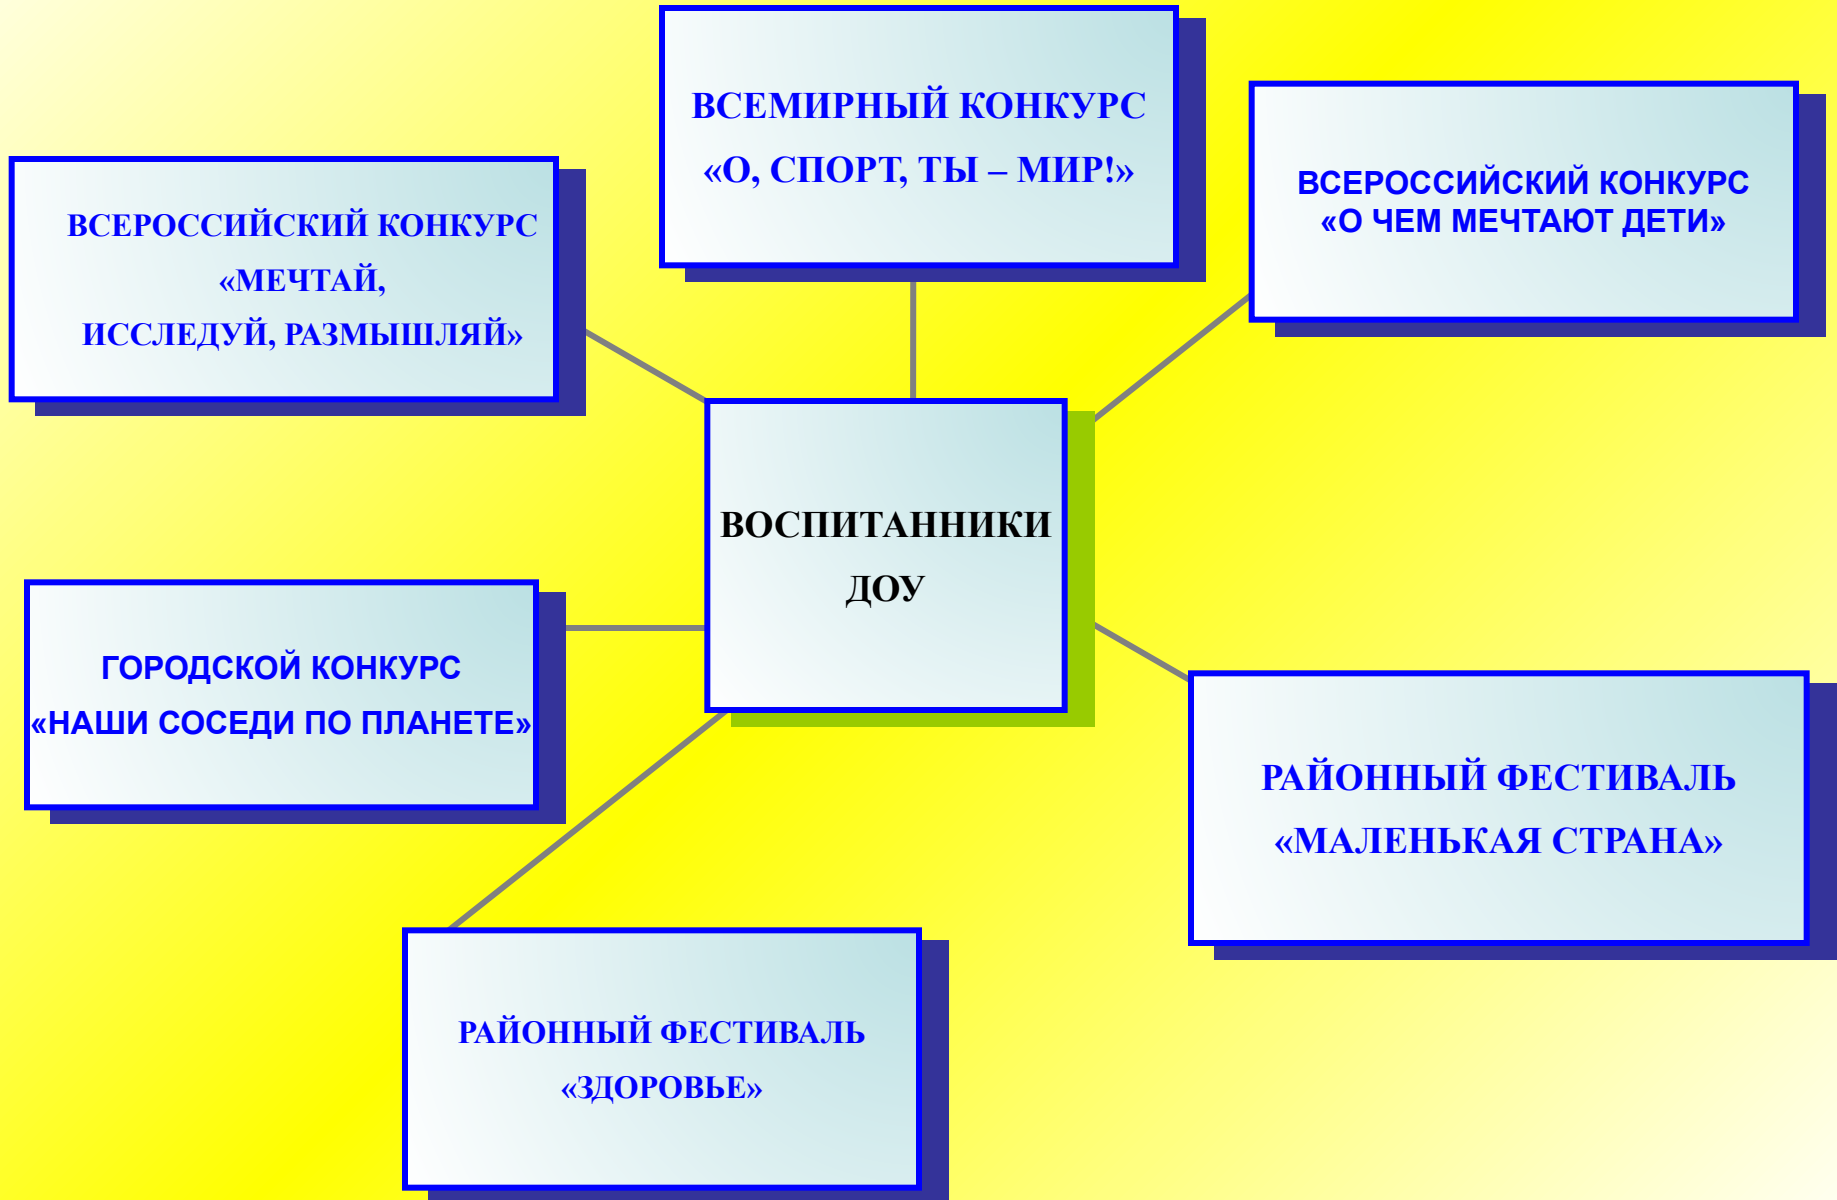 ВСЕМИРНЫЙ КОНКУРС
«О, СПОРТ, ТЫ – МИР!»
ВСЕРОССИЙСКИЙ КОНКУРС
«О ЧЕМ МЕЧТАЮТ ДЕТИ»
ВСЕРОССИЙСКИЙ КОНКУРС
«МЕЧТАЙ,
ИССЛЕДУЙ, РАЗМЫШЛЯЙ»
ВОСПИТАННИКИ
ДОУ
ГОРОДСКОЙ КОНКУРС
«НАШИ СОСЕДИ ПО ПЛАНЕТЕ»
РАЙОННЫЙ ФЕСТИВАЛЬ
«МАЛЕНЬКАЯ СТРАНА»
РАЙОННЫЙ ФЕСТИВАЛЬ
«ЗДОРОВЬЕ»